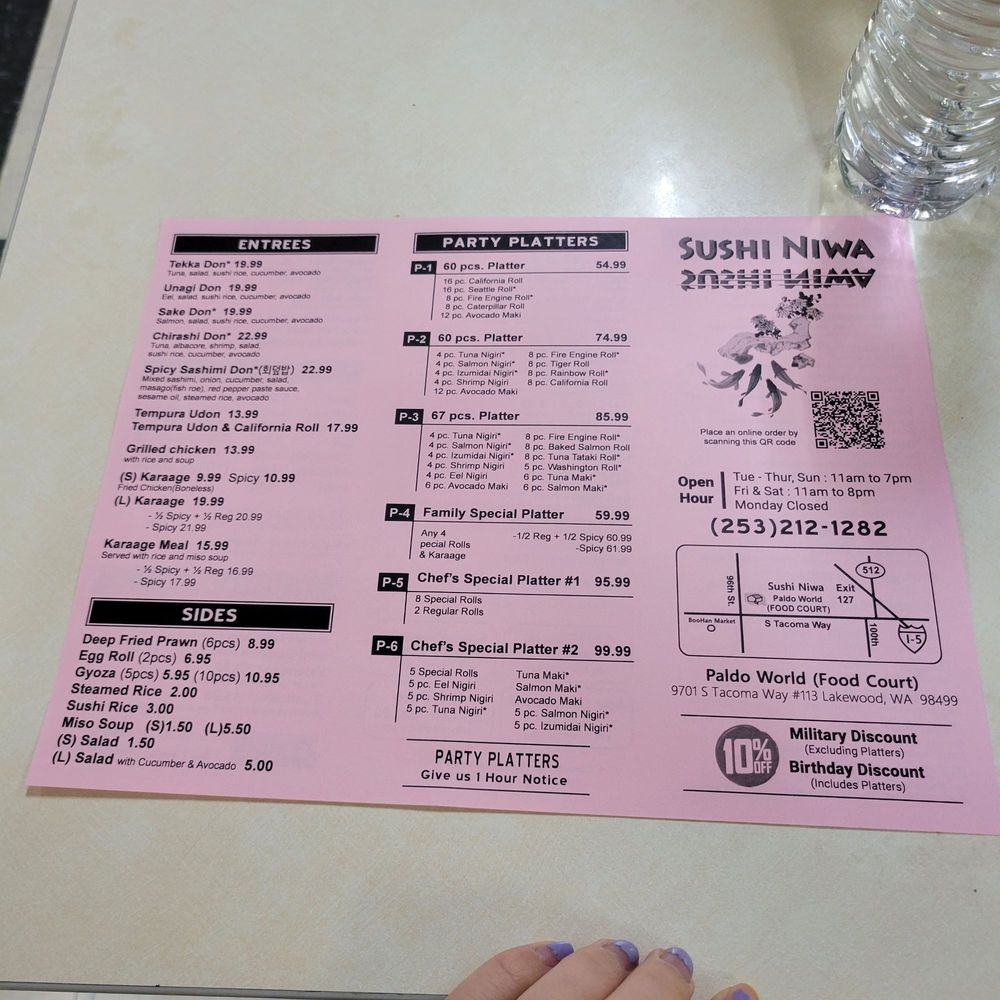 ENTREES
Tekka Don* 19.99
Tuna, salad, sushi rice, cucumber, avocado
Unagi Don 19.99
Eel, salad, sushi rice, cucumber, avocado
Sake Don* 19.99
Salmon, salad, sushi rice, cucumber, avocado
Chirashi Don* 22.99
Tuna, albacore, shrimp, salad,
sushi rice, cucumber, avocado
Spicy Sashimi Don*(회덮밥) 22.99
Mixed sashimi, onion, cucumber, salad,
masago(fish roe), red pepper paste sauce,
sesame oil, steamed rice, avocado
Tempura Udon 13.99
Tempura Udon & California Roll 17.99
Grilled chicken 13.99
with rice and soup
(S) Karaage 9.99 Spicy 10.99
Fried Chicken(Boneless)
(L) Karaage 19.99
- ½ Spicy + ½ Reg 20.99
- Spicy 21.99
Karaage Meal 15.99
Served with rice and miso soup
- ½ Spicy + ½ Reg 16.99
- Spicy 17.99
SIDES
Deep Fried Prawn (6pcs) 8.99
Egg Roll (2pcs) 6.95
Gyoza (5pcs) 5.95 (10pcs) 10.95
Steamed Rice 2.00
Sushi Rice 3.00
Miso Soup (S)1.50 (L)5.50
(S) Salad 1.50
(L) Salad with Cucumber & Avocado 5.00
PARTY PLATTERS
P-1 60 pcs. Platter 54.99
16 pc. California Roll
16 pc. Seattle Roll*
8 pc. Fire Engine Roll*
8 pc. Caterpillar Roll
12 pc. Avocado Maki
P-2 60 pcs. Platter 74.99
4 pc. Tuna Nigiri* 8 pc. Fire Engine Roll*
4 pc. Salmon Nigiri* 8 pc. Tiger Roll
4 pc. Izumidai Nigiri* 8 pc. Rainbow Roll*
4 pc. Shrimp Nigiri 8 pc. California Roll
12 pc. Avocado Maki
P-3 67 pcs. Platter 85.99
4 pc. Tuna Nigiri* 8 pc. Fire Engine Roll*
4 pc. Salmon Nigiri* 8 pc. Baked Salmon Roll
4 pc. Izumidai Nigiri* 8 pc. Tuna Tataki Roll*
4 pc. Shrimp Nigiri 5 pc. Washington Roll*
4 pc. Eel Nigiri 6 pc. Tuna Maki*
6 pc. Avocado Maki 6 pc. Salmon Maki*
P-4 Family Special Platter 59.99
Any 4 -1/2 Reg + 1/2 Spicy 60.99
pecial Rolls -Spicy 61.99
& Karaage
P-5 Chef's Special Platter #1 95.99
8 Special Rolls
2 Regular Rolls
P-6 Chef's Special Platter #2 99.99
5 Special Rolls Tuna Maki*
5 pc. Eel Nigiri Salmon Maki*
5 pc. Shrimp Nigiri Avocado Maki
5 pc. Tuna Nigiri* 5 pc. Salmon Nigiri*
5 pc. Izumidai Nigiri*
PARTY PLATTERS
Give us 1 Hour Notice
SUSHI NIWA
SUSHI NIWA
Place an online order by
scanning this QR code
Open Hour
Tue - Thur, Sun : 11am to 7pm
Fri & Sat : 11am to 8pm
Monday Closed
(253)212-1282
96th St.
Sushi Niwa
Paldo World
(FOOD COURT)
Exit
127
512
BooHan Market
S Tacoma Way
100th
I-5
Paldo World (Food Court)
9701 S Tacoma Way #113 Lakewood, WA 98499
10% OFF
Military Discount
(Excluding Platters)
Birthday Discount
(Includes Platters)